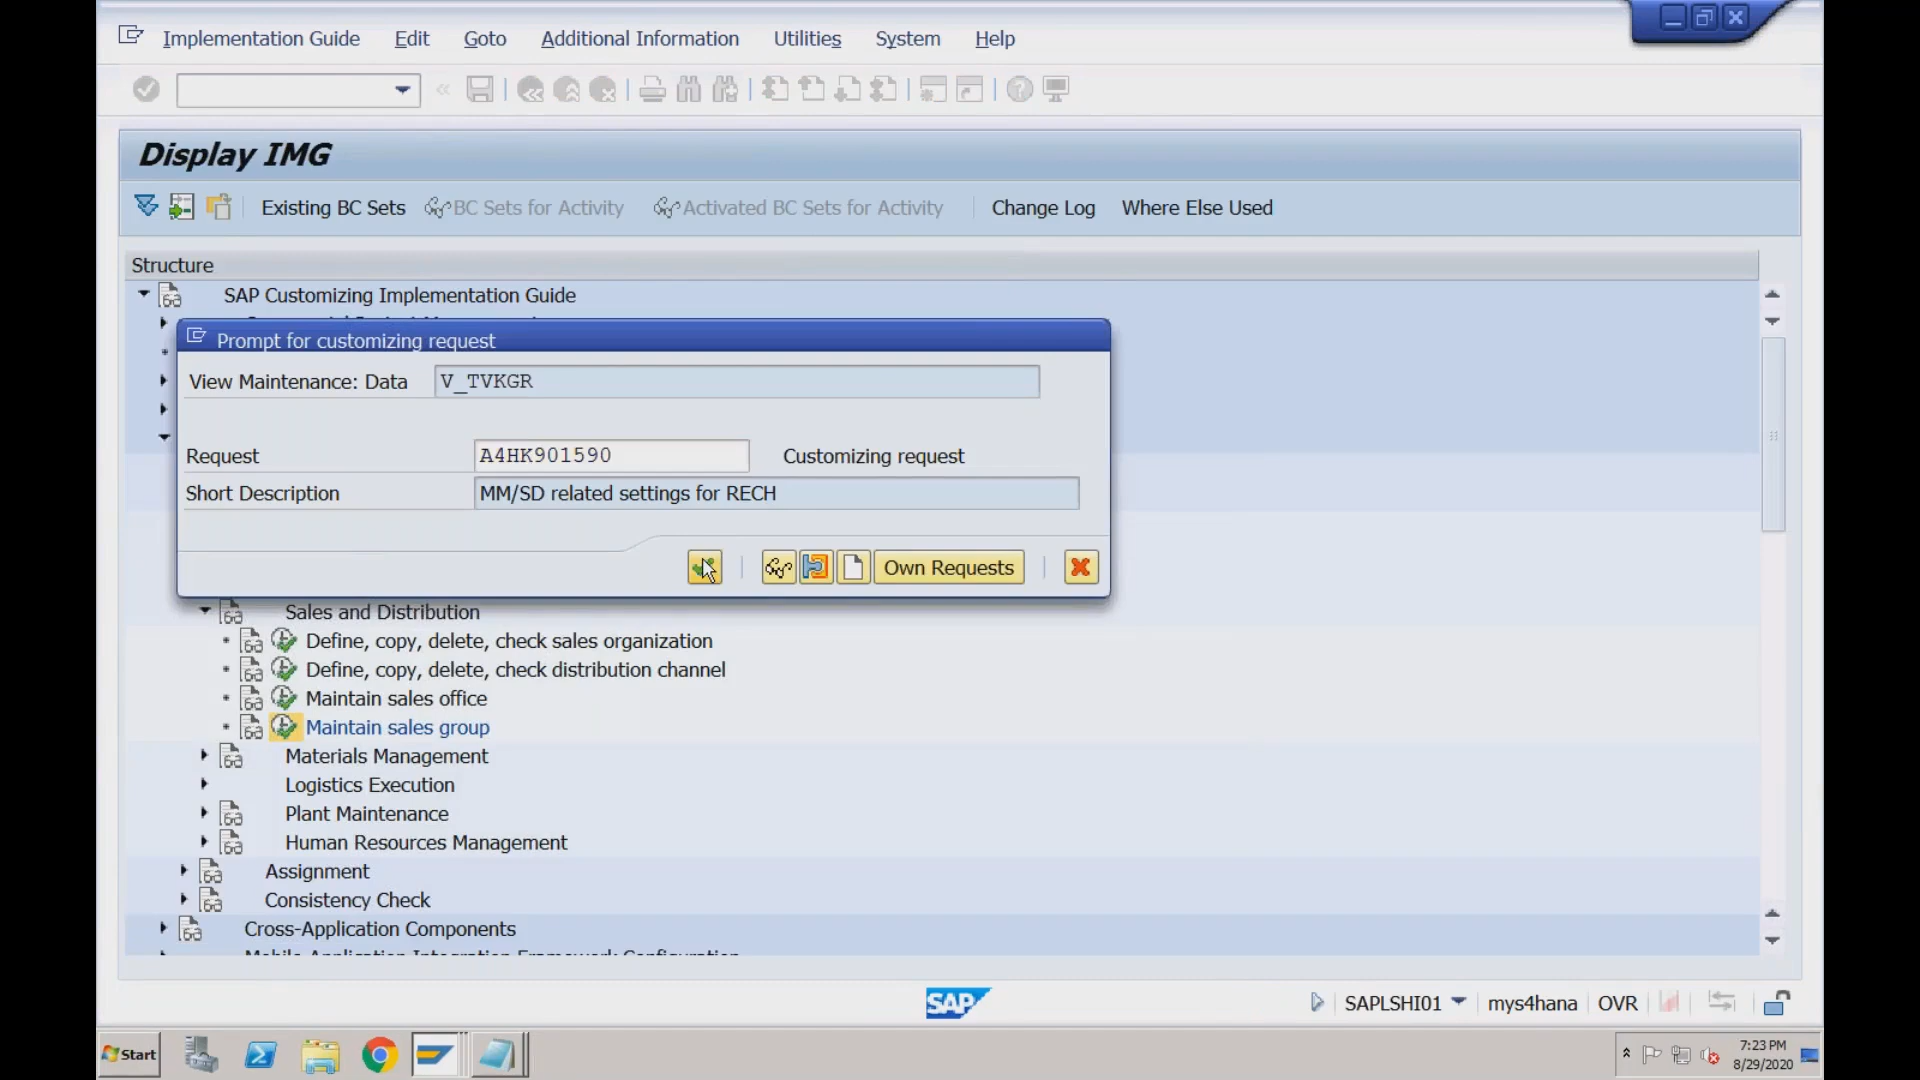 Implementation Guide Edit Goto Additional Information Utilities System Help
Display IMG
Existing BC Sets BC Sets for Activity Activated BC Sets for Activity Change Log Where Else Used
Structure
SAP Customizing Implementation Guide
Prompt for customizing request
View Maintenance: Data V_TVKGR
Request A4HK901590 Customizing request
Short Description MM/SD related settings for RECH
Own Requests
Sales and Distribution
Define, copy, delete, check sales organization
Define, copy, delete, check distribution channel
Maintain sales office
Maintain sales group
Materials Management
Logistics Execution
Plant Maintenance
Human Resources Management
Assignment
Consistency Check
Cross-Application Components
Mobile Application Integration Framework Configuration
SAP SAPLSHI01 mys4hana OVR
Start 7:23 PM
8/29/2020